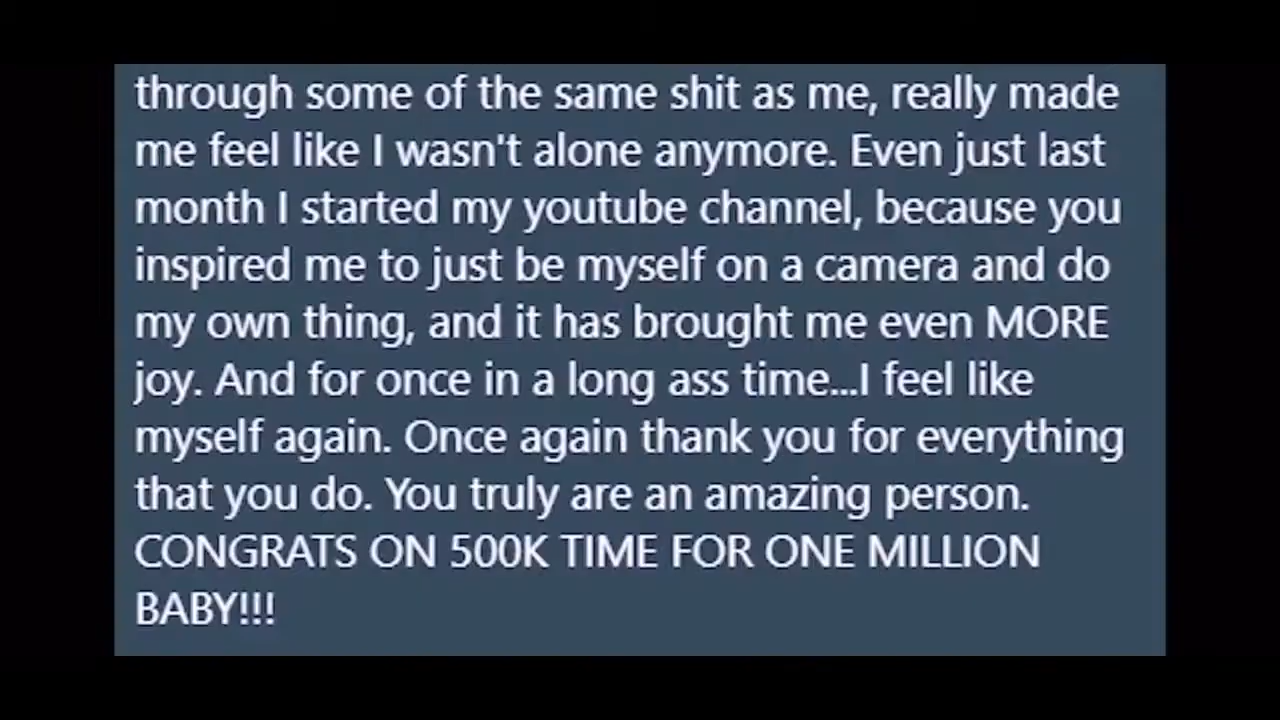 through some of the same shit as me, really made
me feel like I wasn't alone anymore. Even just last
month I started my youtube channel, because you
inspired me to just be myself on a camera and do
my own thing, and it has brought me even MORE
joy. And for once in a long ass time...I feel like
myself again. Once again thank you for everything
that you do. You truly are an amazing person.
CONGRATS ON 500K TIME FOR ONE MILLION
BABY!!!